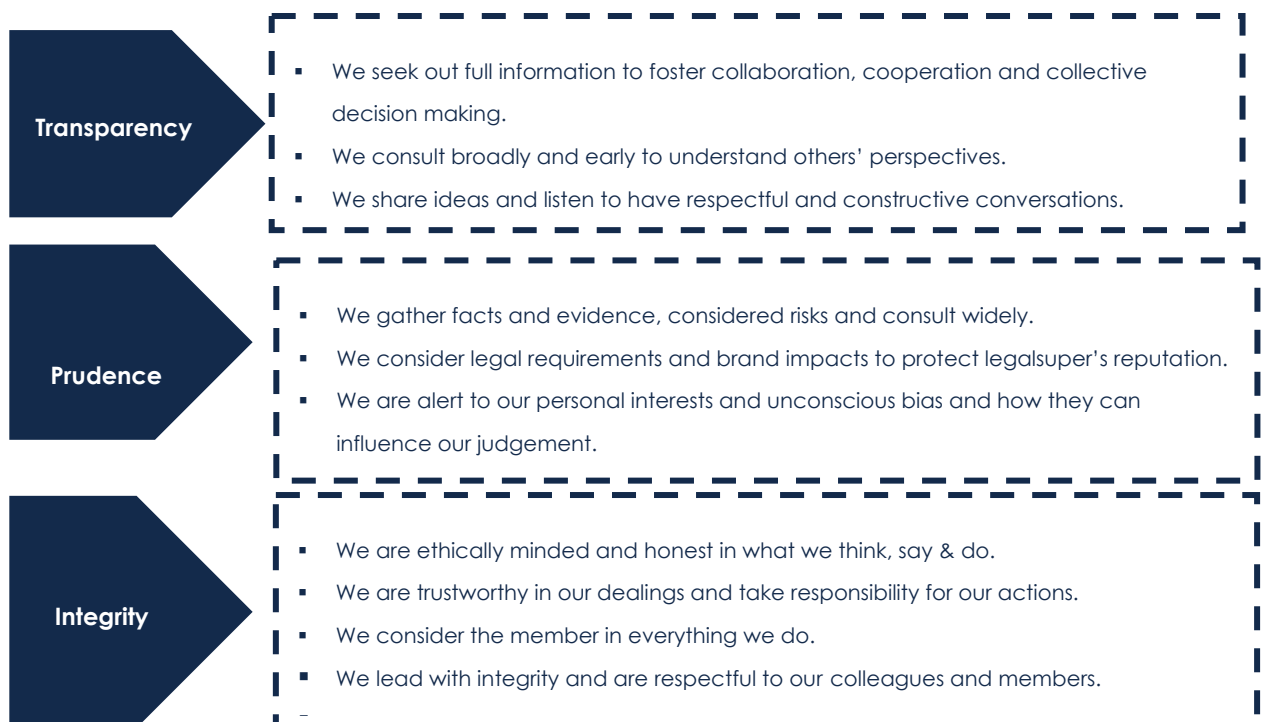 Transparency
▪ We seek out full information to foster collaboration, cooperation and collective
decision making.
▪ We consult broadly and early to understand others’ perspectives.
▪ We share ideas and listen to have respectful and constructive conversations.
Prudence
▪ We gather facts and evidence, considered risks and consult widely.
▪ We consider legal requirements and brand impacts to protect legalsuper’s reputation.
▪ We are alert to our personal interests and unconscious bias and how they can
influence our judgement.
Integrity
▪ We are ethically minded and honest in what we think, say & do.
▪ We are trustworthy in our dealings and take responsibility for our actions.
▪ We consider the member in everything we do.
▪ We lead with integrity and are respectful to our colleagues and members.